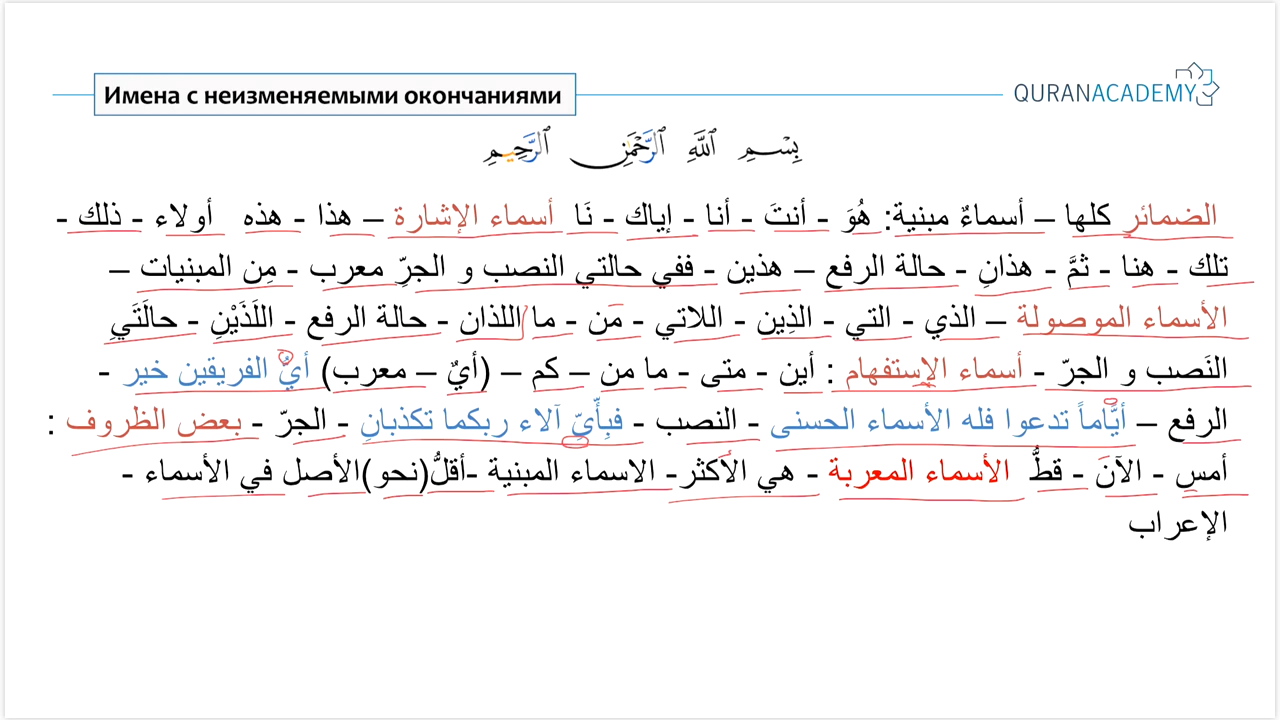 Имена с неизменяемыми окончаниями
QURANACADEMY
بِسْمِ اللَّهِ الرَّحْمَٰنِ الرَّحِيمِ
الضمائر كلها – أسماءٌ مبنية: هُوَ - أنتَ - أنا - إياك - نَا أسماء الإشارة – هذا - هذه أولاء - ذلك -
تلك - هنا - ثمَّ - هذانِ - حالة الرفع – هذين - ففي حالتي النصب و الجرِّ معرب - مِن المبنيات –
الأسماء الموصولة – الذي - التي - الذِين - اللاتي - مَن - ما اللذان - حالة الرفع - اللَذَيْنِ - حالَتَيِ
النَصب و الجرّ - أسماء الإستفهام : أين - متى - ما من – كم – (أيٌ – معرب) أيُّ الفريقين خير -
الرفع – أيًّاماً تدعوا فله الأسماء الحسنى - النصب - فبِأيِّ آلاء ربكما تكذبانِ - الجرّ - بعض الظروف :
أمسِ - الآنَ - قطُّ الأسماء المعربة - هي الأكثر- الاسماء المبنية -أقلُّ(نحو)الأصل في الأسماء -
الإعراب